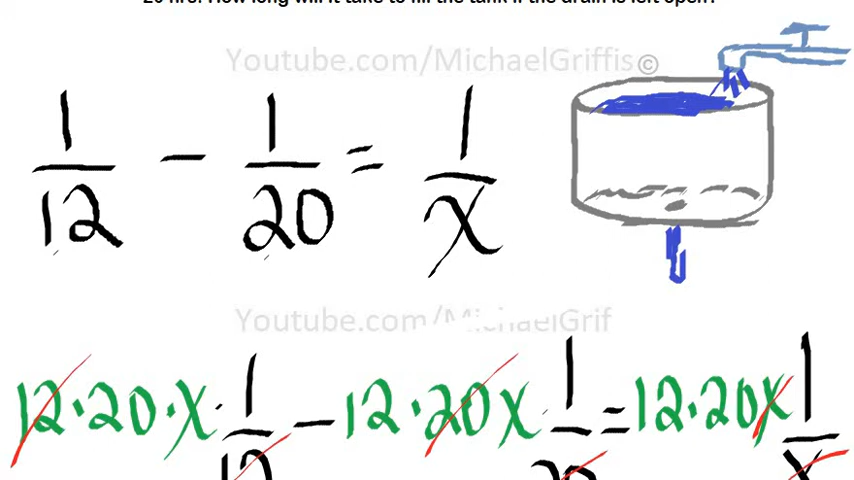 20 hrs. How long will it take to fill the tank if the drain is left open?
Youtube.com/MichaelGriffis©
1/12 − 1/20 = 1/x
Youtube.com/Mi haelGrif
12·20·x·1/12 − 12·20x·1/20 = 12·20x 1/x